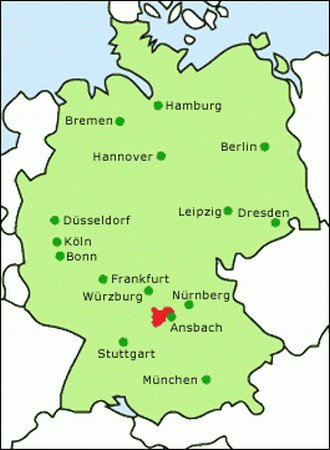 Hamburg
Bremen
Berlin
Hannover
Leipzig
Dresden
Düsseldorf
Köln
Bonn
Frankfurt
Würzburg
Nürnberg
Ansbach
Stuttgart
München